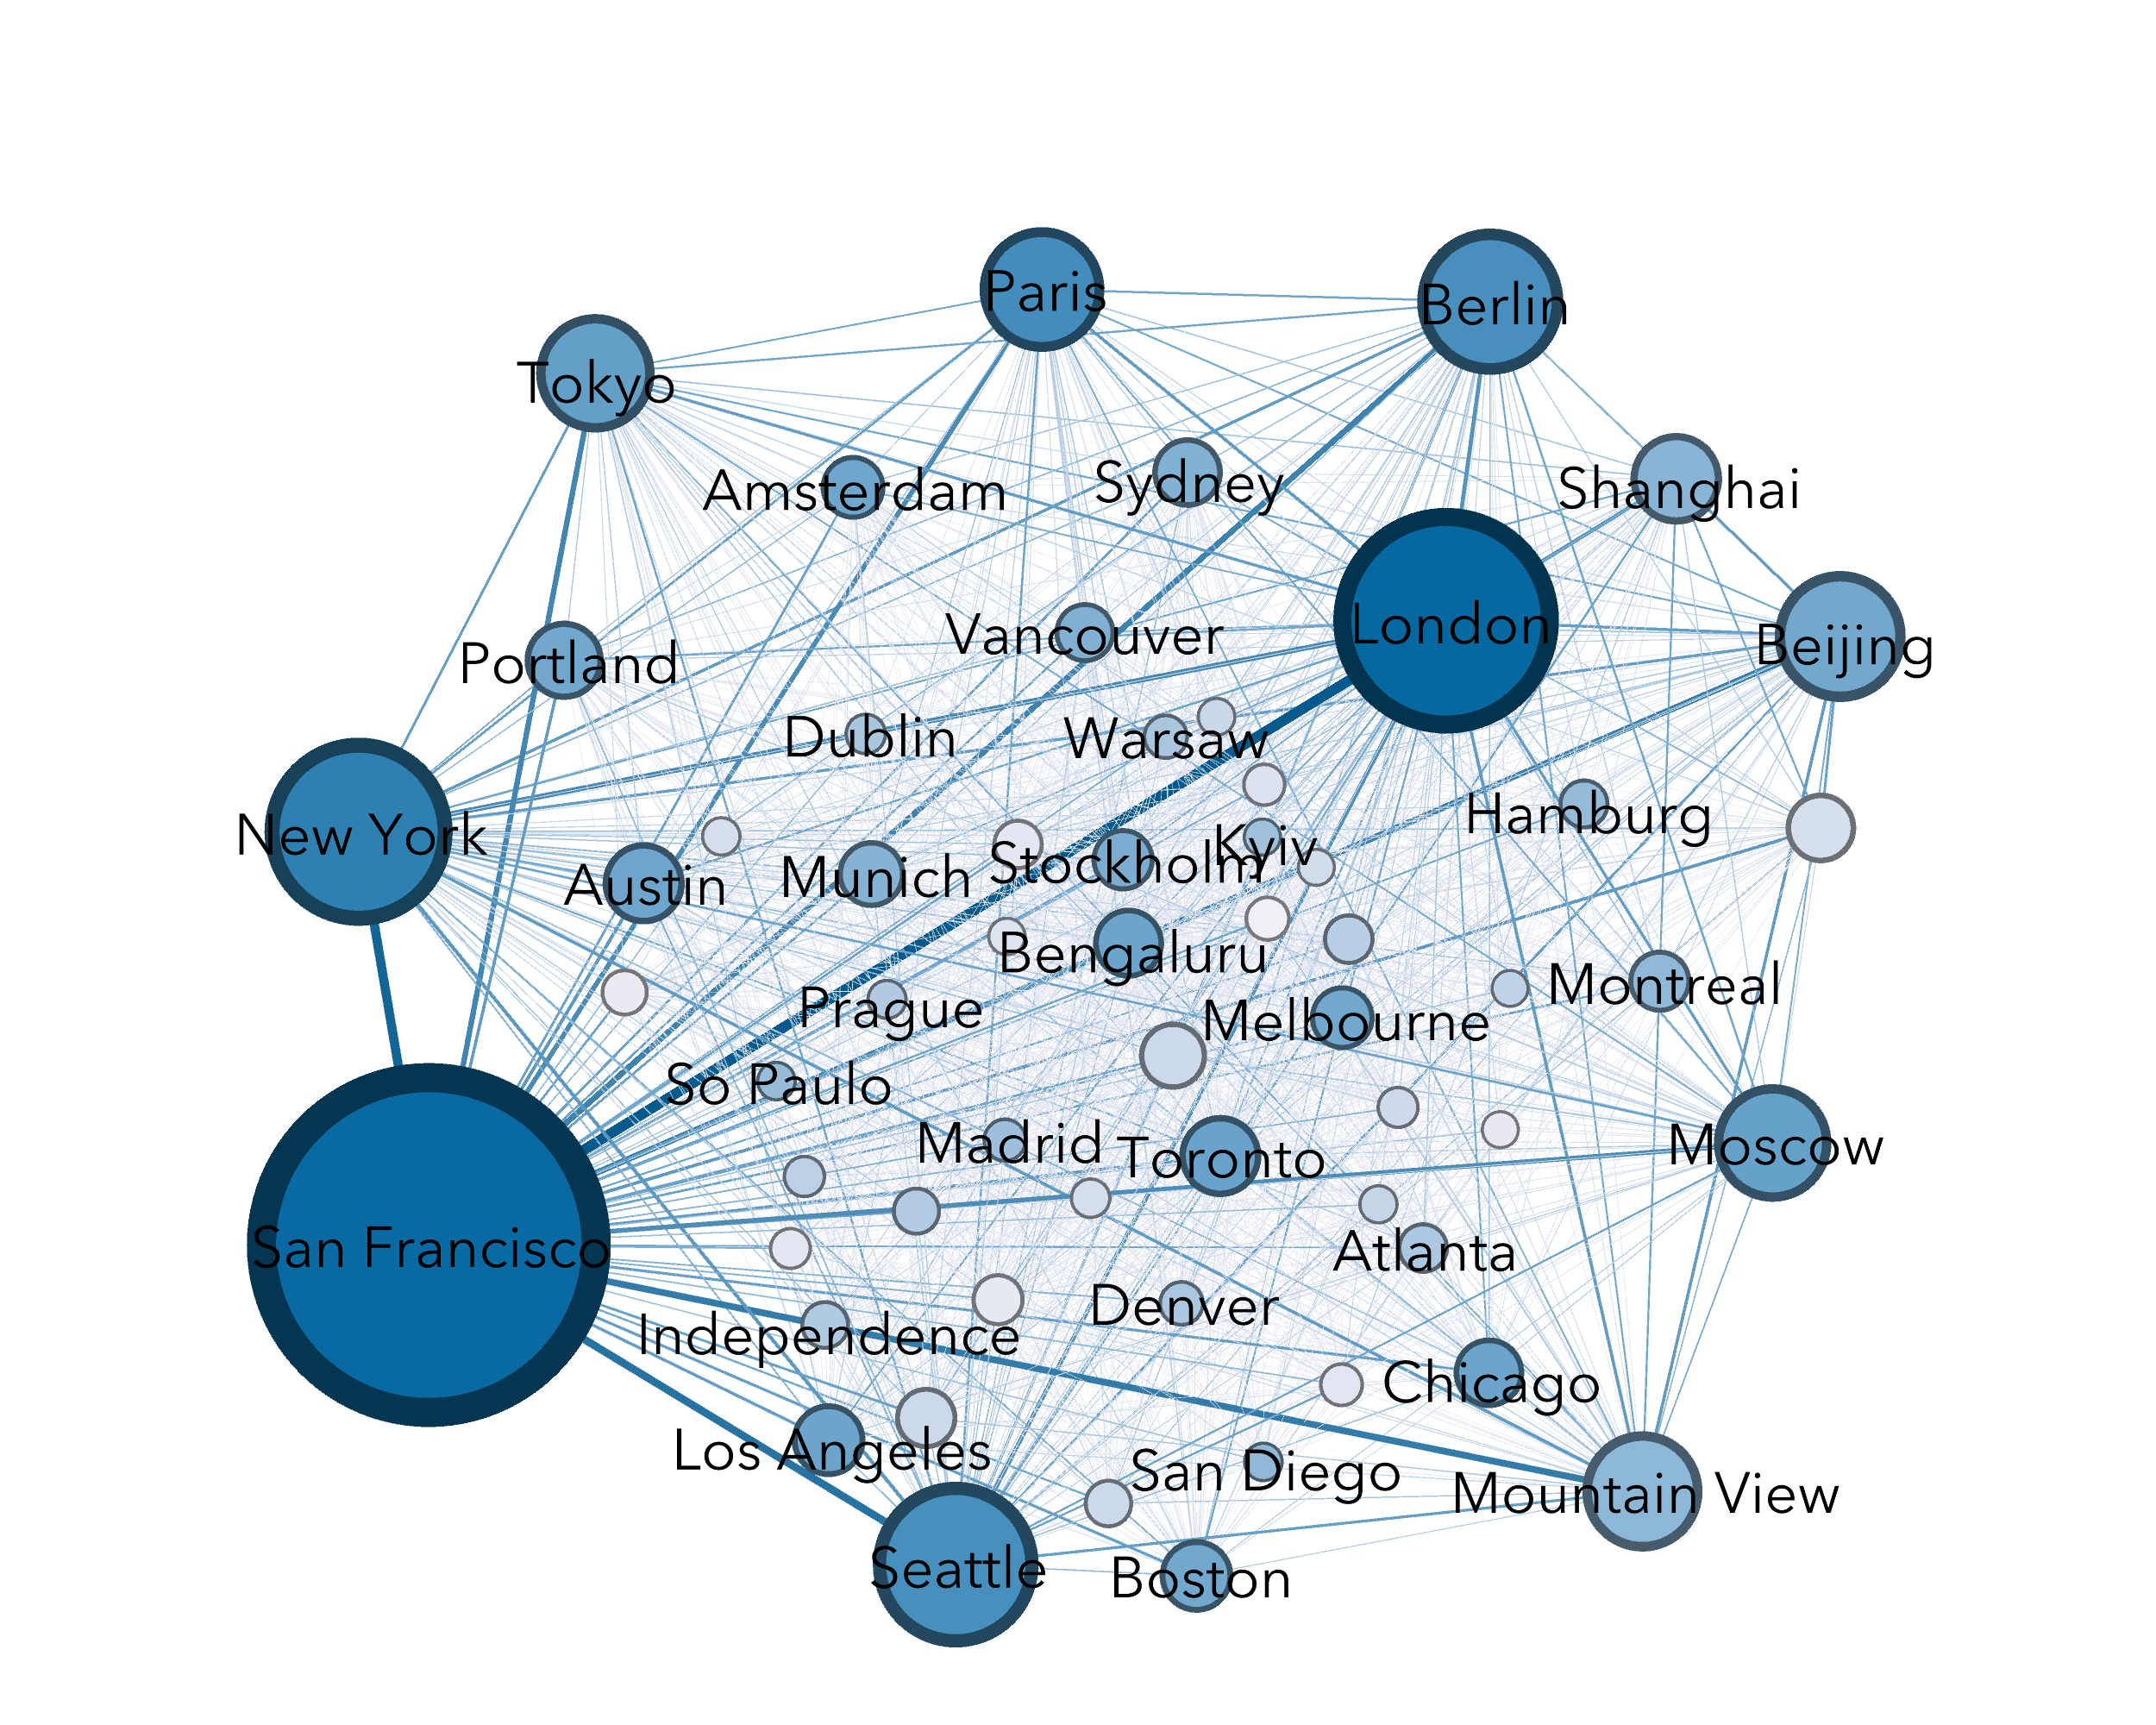 Paris
Berlin
Tokyo
Amsterdam
Sydney
Shanghai
Vancouver
London
Beijing
Portland
Dublin
Warsaw
New York
Hamburg
Austin
Munich
Stockholm
Kyiv
Bengaluru
Prague
Melbourne
Montreal
So Paulo
Madrid
Toronto
Moscow
San Francisco
Atlanta
Independence
Denver
Chicago
Los Angeles
San Diego
Mountain View
Seattle
Boston